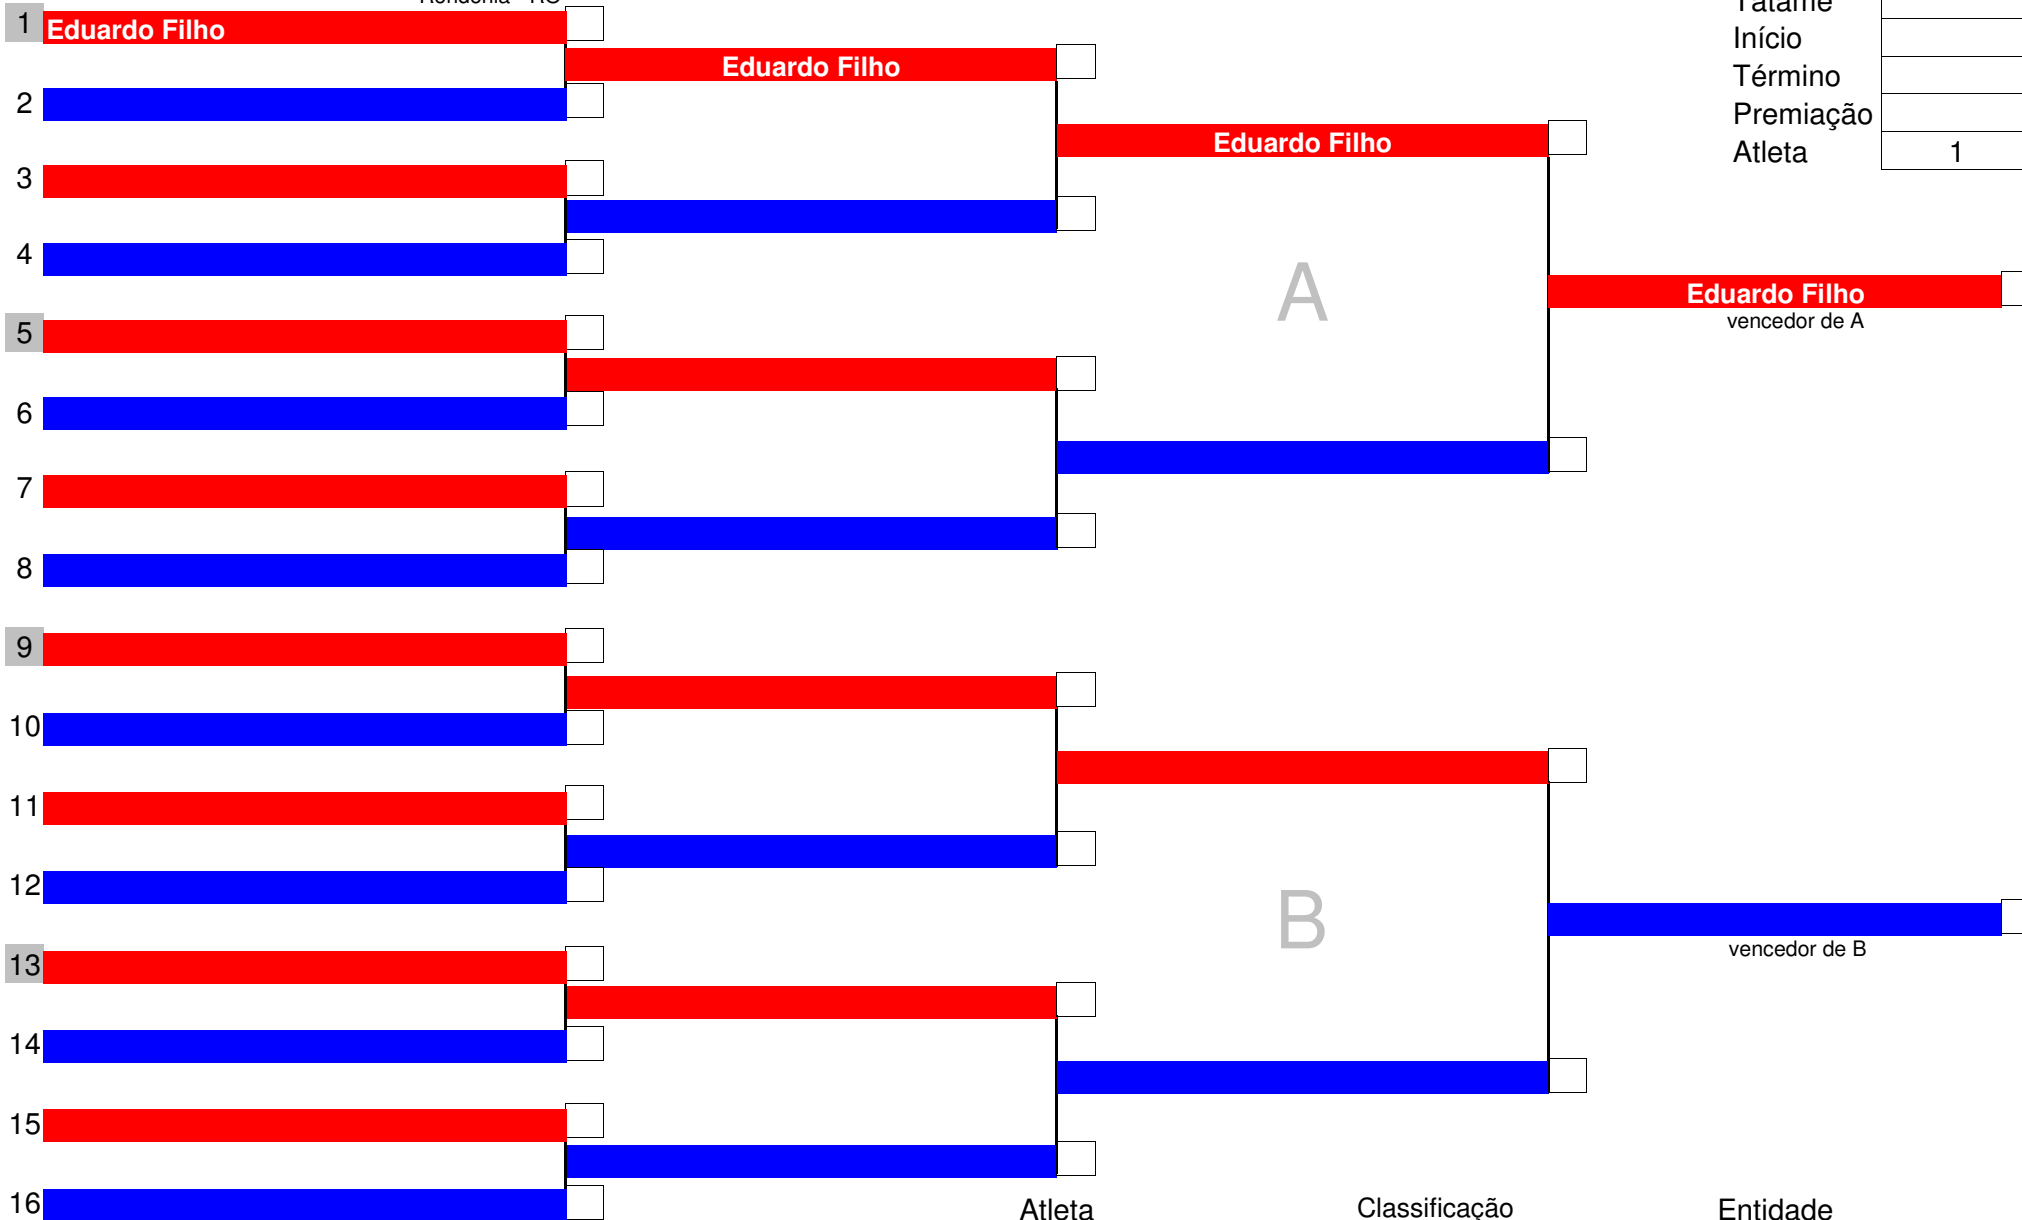 1 Eduardo Filho
Eduardo Filho
2
Eduardo Filho
3
4
A
Eduardo Filho
vencedor de A
5
6
7
8
9
10
11
12
B
vencedor de B
13
14
15
16
Tatame
Início
Término
Premiação
Atleta 1
Atleta Classificação Entidade